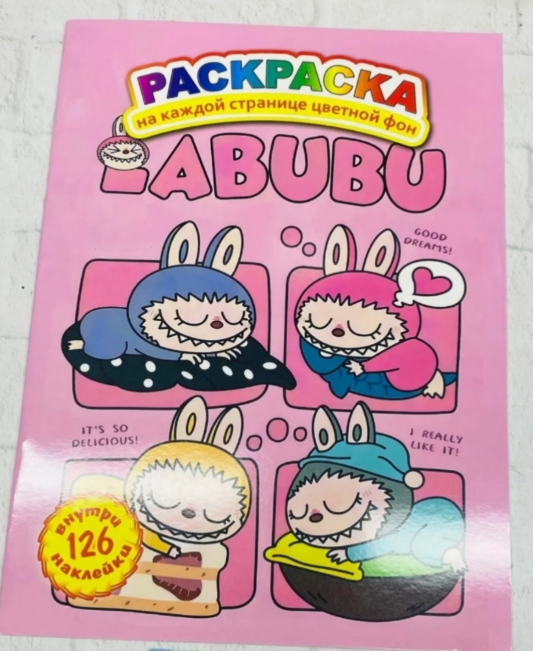 РАСКРАСКА
на каждой странице цветной фон
LABUBU
GOOD
DREAMS!
IT'S SO
DELICIOUS!
I REALLY
LIKE IT!
внутри
126
наклейки